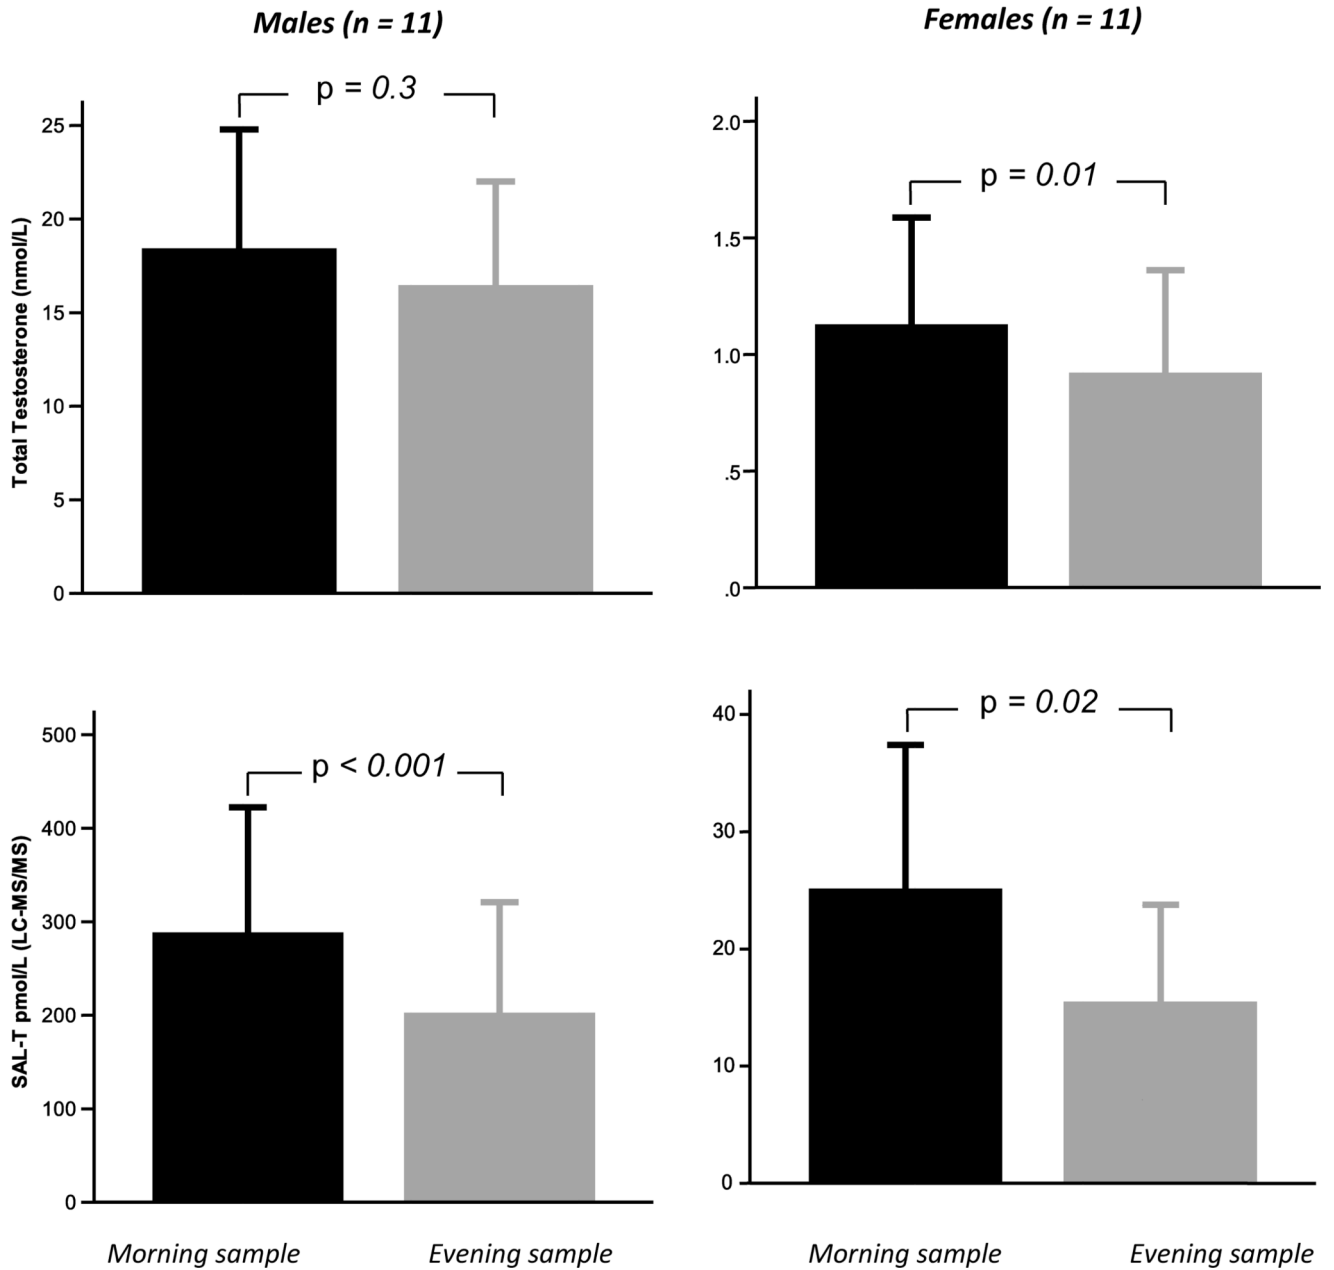 Males (n = 11)
Females (n = 11)
p = 0.3
25
20
15
10
5
0
Total Testosterone (nmol/L)
p = 0.01
2.0
1.5
1.0
.5
.0
p < 0.001
500
400
300
200
100
0
SAL-T pmol/L (LC-MS/MS)
p = 0.02
40
30
20
10
0
Morning sample
Evening sample
Morning sample
Evening sample